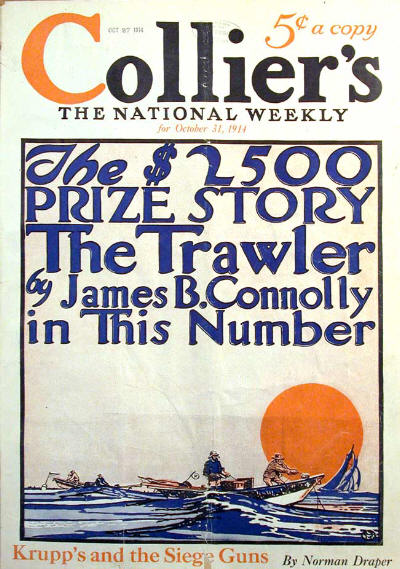 5¢ a copy
OCT 27 1914
Collier's
THE NATIONAL WEEKLY
for October 31, 1914
The $2500
PRIZE STORY
The Trawler
by James B. Connolly
in This Number
Krupp's and the Siege Guns
By Norman Draper